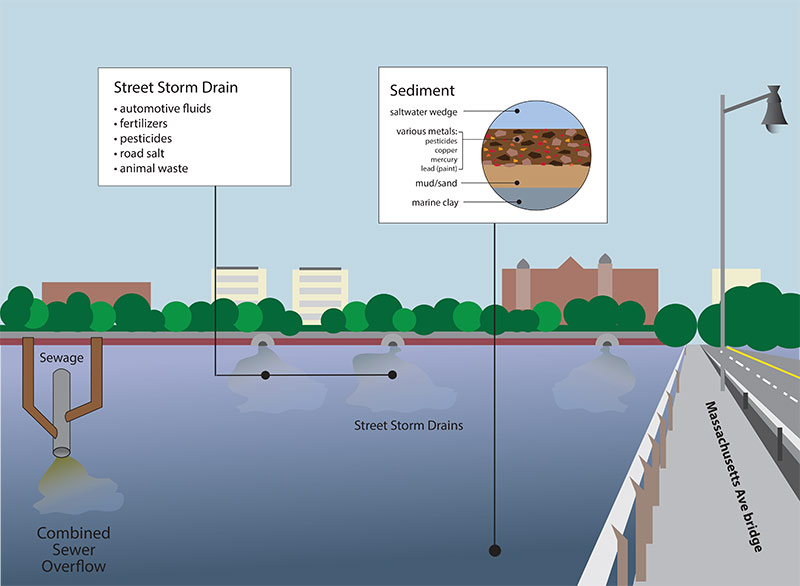 Street Storm Drain
• automotive fluids
• fertilizers
• pesticides
• road salt
• animal waste
Sediment
saltwater wedge
various metals:
pesticides
copper
mercury
lead (paint)
mud/sand
marine clay
Sewage
Street Storm Drains
Combined
Sewer
Overflow
Massachusetts Ave bridge